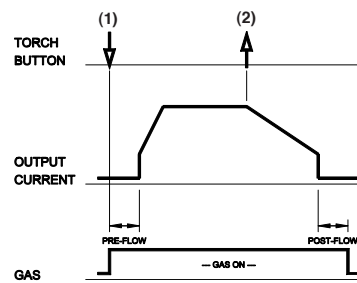 (1) (2)
TORCH
BUTTON
OUTPUT
CURRENT
PRE-FLOW POST-FLOW
— GAS ON —
GAS